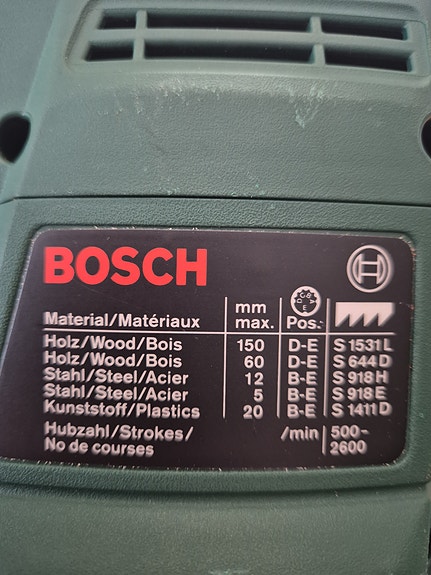 BOSCH
mm
Material/Matériaux max. Pos.
Holz/Wood/Bois 150 D-E S 1531 L
Holz/Wood/Bois 60 D-E S 644 D
Stahl/Steel/Acier 12 B-E S 918 H
Stahl/Steel/Acier 5 B-E S 918 E
Kunststoff/Plastics 20 B-E S 1411 D
Hubzahl/Strokes/ /min 500-
No de courses 2600